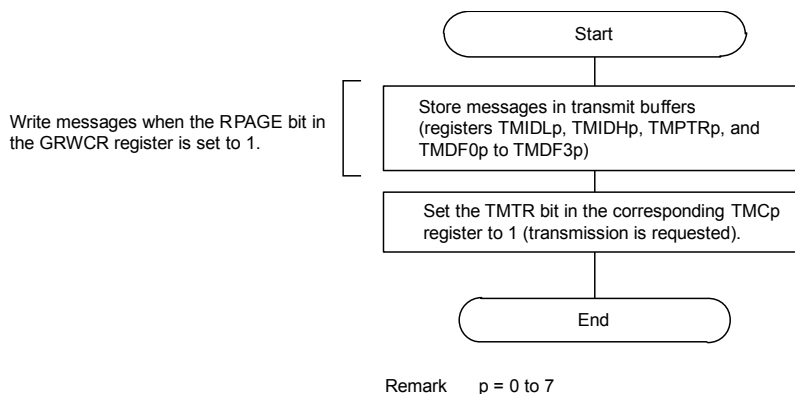 Start
Write messages when the RPAGE bit in
the GRWCR register is set to 1.
Store messages in transmit buffers
(registers TMIDLp, TMIDHp, TMPTRp, and
TMDF0p to TMDF3p)
Set the TMTR bit in the corresponding TMCp
register to 1 (transmission is requested).
End
Remark p = 0 to 7